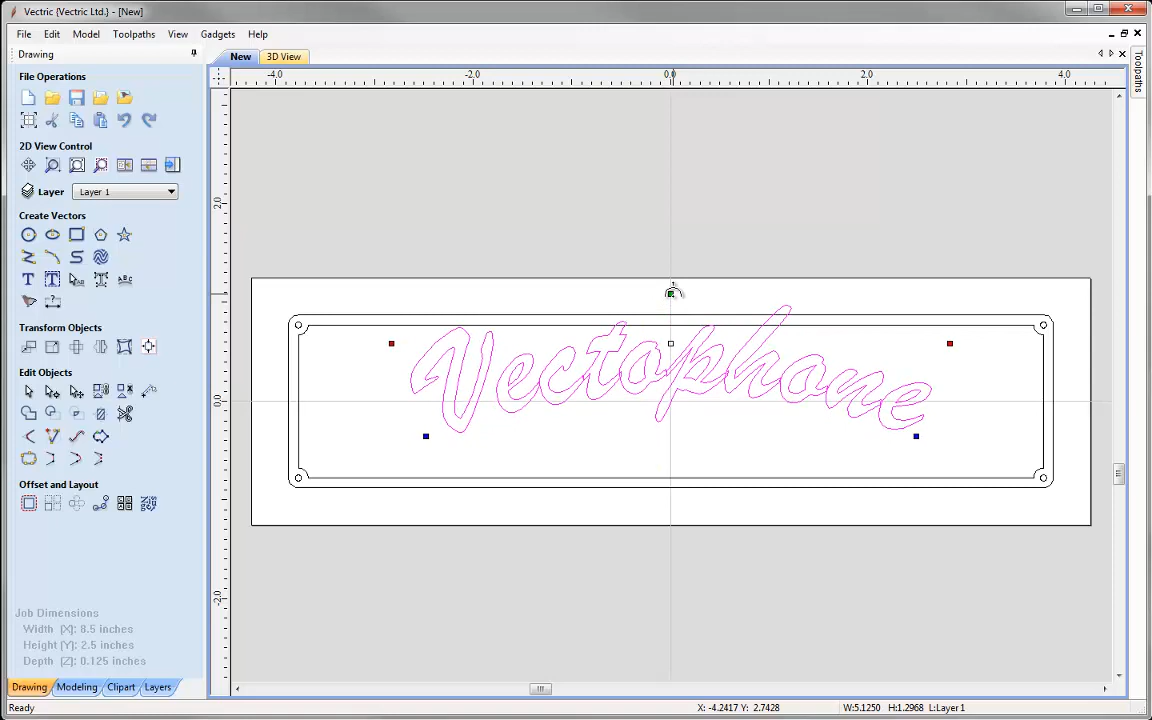 Vectric {Vectric Ltd.} - [New]
File Edit Model Toolpaths View Gadgets Help
Drawing
New 3D View
Toolpaths
File Operations
2D View Control
Layer Layer 1
Create Vectors
Transform Objects
Edit Objects
Offset and Layout
Job Dimensions
Width (X): 8.5 inches
Height (Y): 2.5 inches
Depth (Z): 0.125 inches
Drawing Modeling Clipart Layers
-4.0 -2.0 0.0 2.0 4.0
2.0
0.0
-2.0
Vectophone
Ready X: -4.2417 Y: 2.7428 W:5.1250 H:1.2968 L:Layer 1